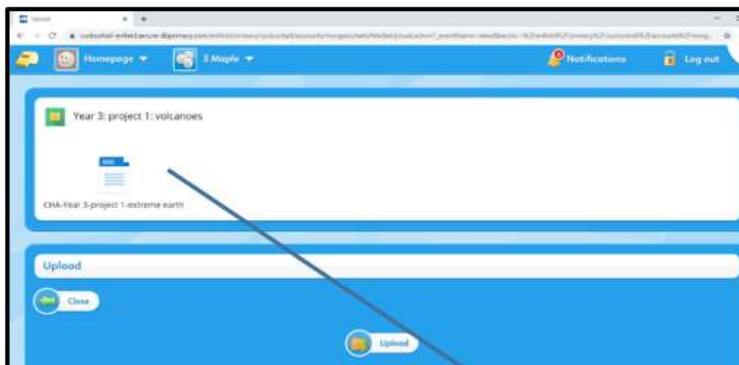 Upload
Homepage
3 Maple
Notifications
Log out
Year 3: project 1: volcanoes
CHA-Year 3-project 1-extreme earth
Upload
Close
Upload